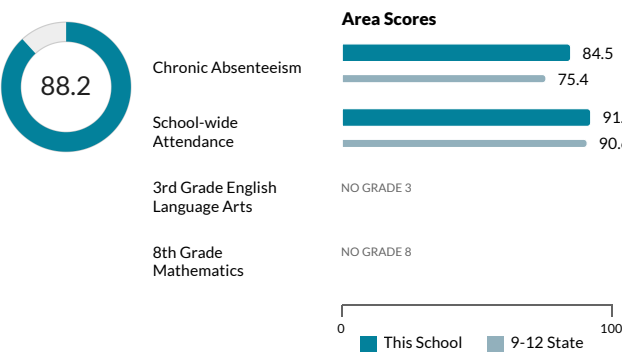 Area Scores
88.2
Chronic Absenteeism
84.5
75.4
School-wide
Attendance
3rd Grade English
Language Arts
NO GRADE 3
8th Grade
Mathematics
NO GRADE 8
0
100
This School
9-12 State